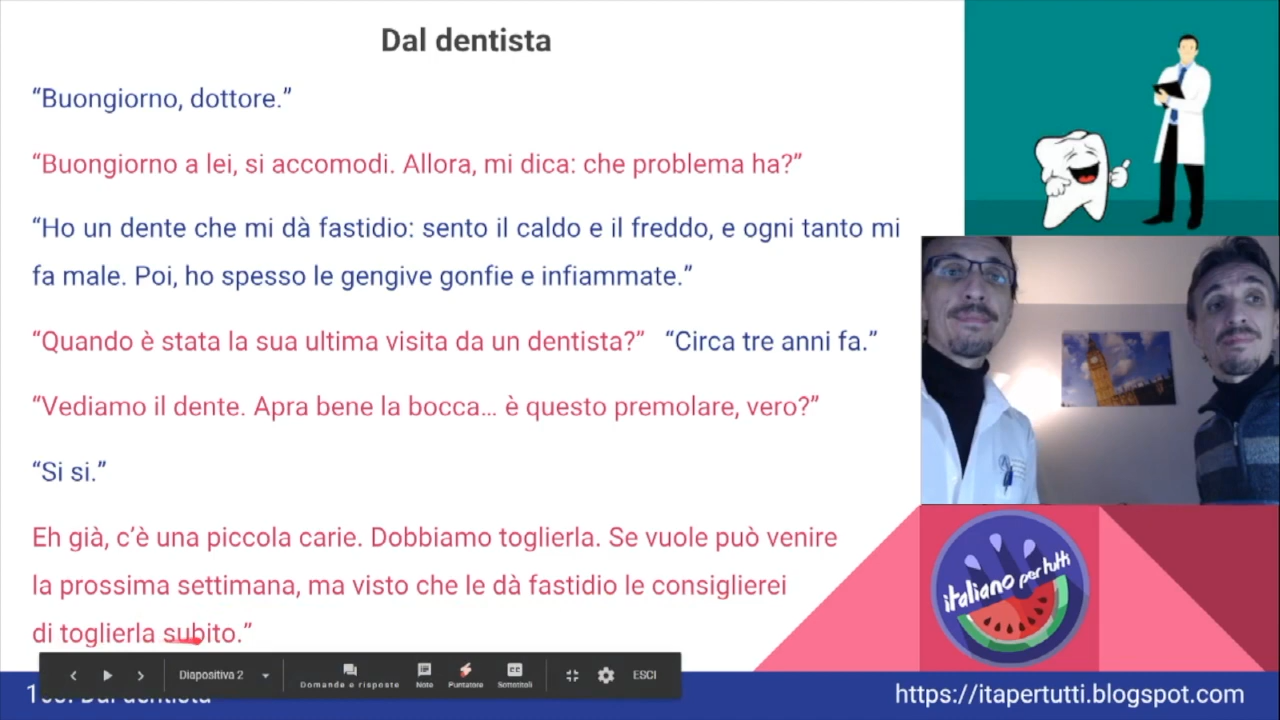 Dal dentista
“Buongiorno, dottore.”
“Buongiorno a lei, si accomodi. Allora, mi dica: che problema ha?”
“Ho un dente che mi dà fastidio: sento il caldo e il freddo, e ogni tanto mi
fa male. Poi, ho spesso le gengive gonfie e infiammate.”
“Quando è stata la sua ultima visita da un dentista?” “Circa tre anni fa.”
“Vediamo il dente. Apra bene la bocca... è questo premolare, vero?”
“Si si.”
Eh già, c’è una piccola carie. Dobbiamo toglierla. Se vuole può venire
la prossima settimana, ma visto che le dà fastidio le consiglierei
di toglierla subito.”
italiano per tutti
Diapositiva 2
Domande e risposte
Note
Puntatore
Sottotitoli
ESCI
Dal dentista
https://itapertutti.blogspot.com